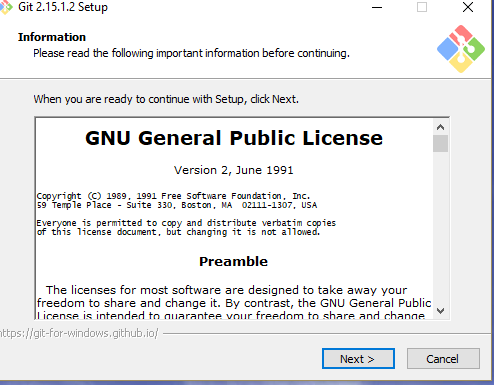 Git 2.15.1.2 Setup
Information
Please read the following important information before continuing.
When you are ready to continue with Setup, click Next.
GNU General Public License
Version 2, June 1991
Copyright (C) 1989, 1991 Free Software Foundation, Inc.
59 Temple Place - Suite 330, Boston, MA  02111-1307, USA
Everyone is permitted to copy and distribute verbatim copies
of this license document, but changing it is not allowed.
Preamble
The licenses for most software are designed to take away your
freedom to share and change it. By contrast, the GNU General Public
License is intended to guarantee your freedom to share and change
https://git-for-windows.github.io/
Next >
Cancel